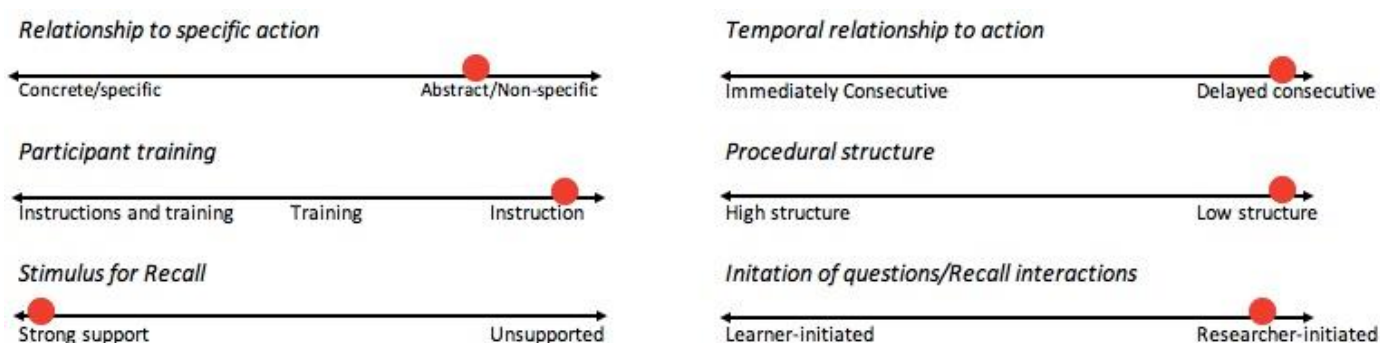 Relationship to specific action
Concrete/specific Abstract/Non-specific
Participant training
Instructions and training Training Instruction
Stimulus for Recall
Strong support Unsupported
Temporal relationship to action
Immediately Consecutive Delayed consecutive
Procedural structure
High structure Low structure
Initation of questions/Recall interactions
Learner-initiated Researcher-initiated